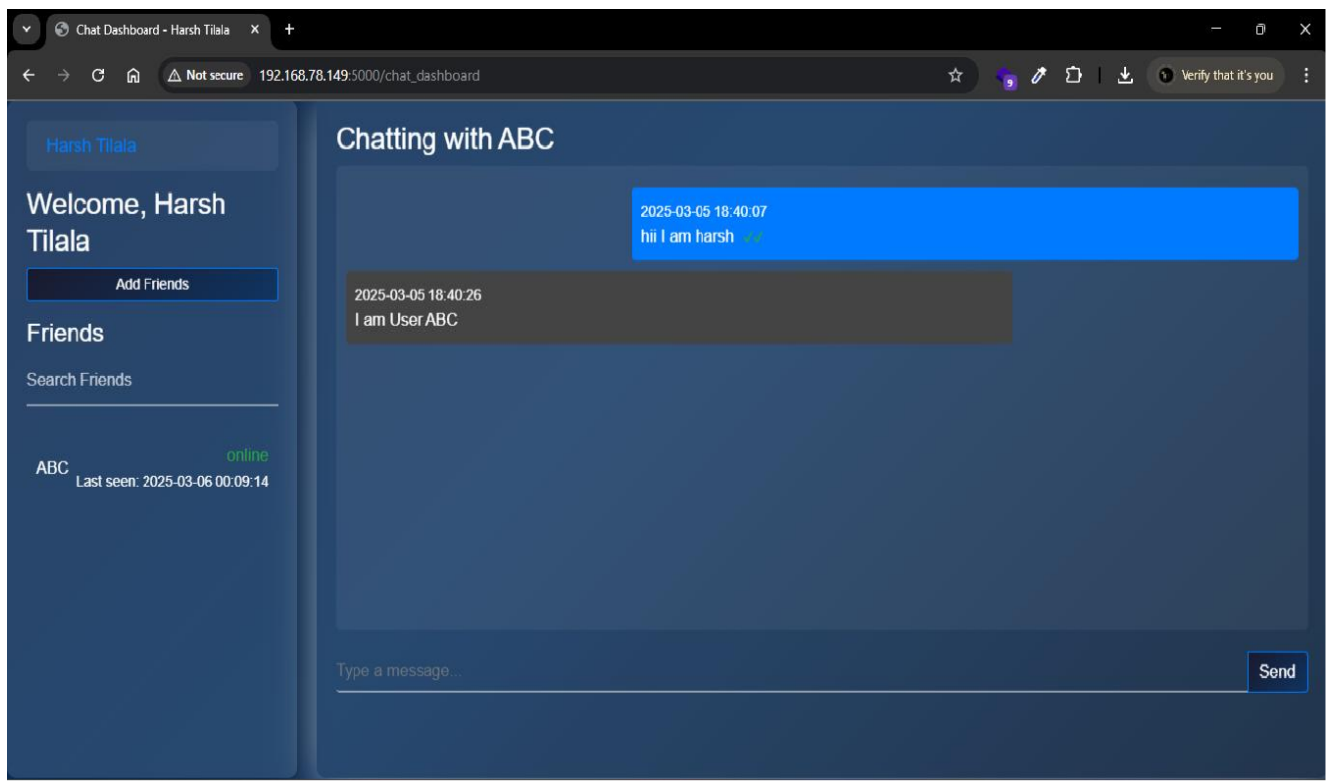 Chat Dashboard - Harsh Tilala
Not secure 192.168.78.149:5000/chat_dashboard
9
Verify that it's you
Harsh Tilala
Welcome, Harsh
Tilala
Add Friends
Friends
Search Friends
ABC
online
Last seen: 2025-03-06 00:09:14
Chatting with ABC
2025-03-05 18:40:07
hii I am harsh ✓✓
2025-03-05 18:40:26
I am User ABC
Type a message...
Send